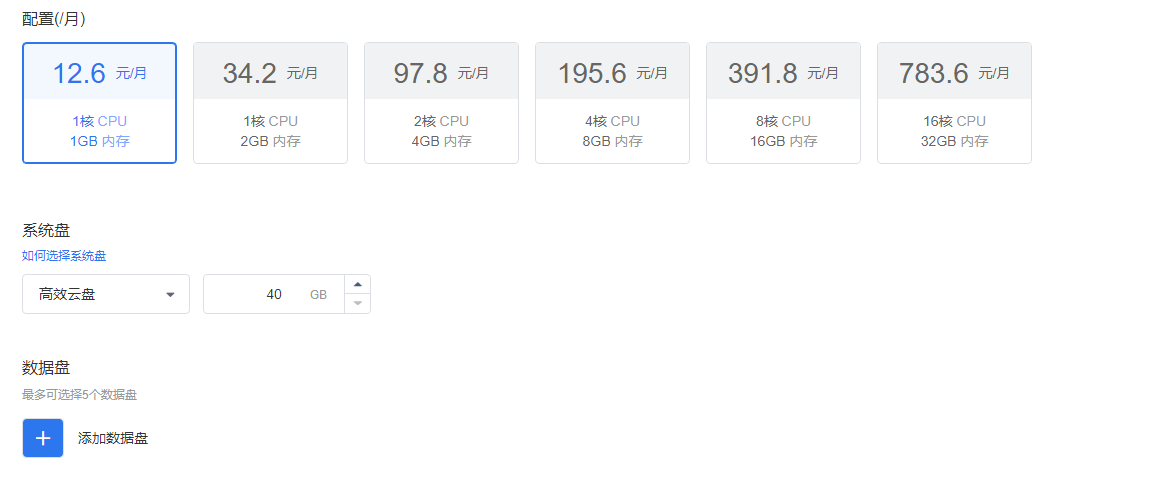 配置(/月)
12.6 元/月
1核 CPU
1GB 内存
34.2 元/月
1核 CPU
2GB 内存
97.8 元/月
2核 CPU
4GB 内存
195.6 元/月
4核 CPU
8GB 内存
391.8 元/月
8核 CPU
16GB 内存
783.6 元/月
16核 CPU
32GB 内存
系统盘
如何选择系统盘
高效云盘
40 GB
数据盘
最多可选择5个数据盘
添加数据盘